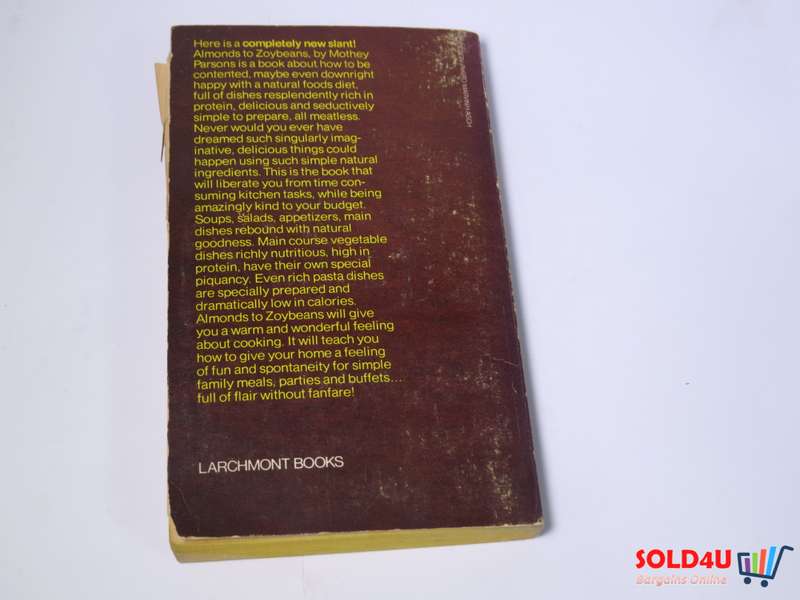 Here is a completely new slant!
Almonds to Zoybeans, by Mothey
Parsons is a book about how to be
contented, maybe even downright
happy with a natural foods diet,
full of dishes resplendently rich in
protein, delicious and seductively
simple to prepare, all meatless.
Never would you ever have
dreamed such singularly imag-
inative, delicious things could
happen using such simple natural
ingredients. This is the book that
will liberate you from time con-
suming kitchen tasks, while being
amazingly kind to your budget.
Soups, salads, appetizers, main
dishes rebound with natural
goodness. Main course vegetable
dishes richly nutritious, high in
protein, have their own special
piquancy. Even rich pasta dishes
are specially prepared and
dramatically low in calories.
Almonds to Zoybeans will give
you a warm and wonderful feeling
about cooking. It will teach you
how to give your home a feeling
of fun and spontaneity for simple
family meals, parties and buffets...
full of flair without fanfare!
LARCHMONT BOOKS
SOLD4U
Bargains Online